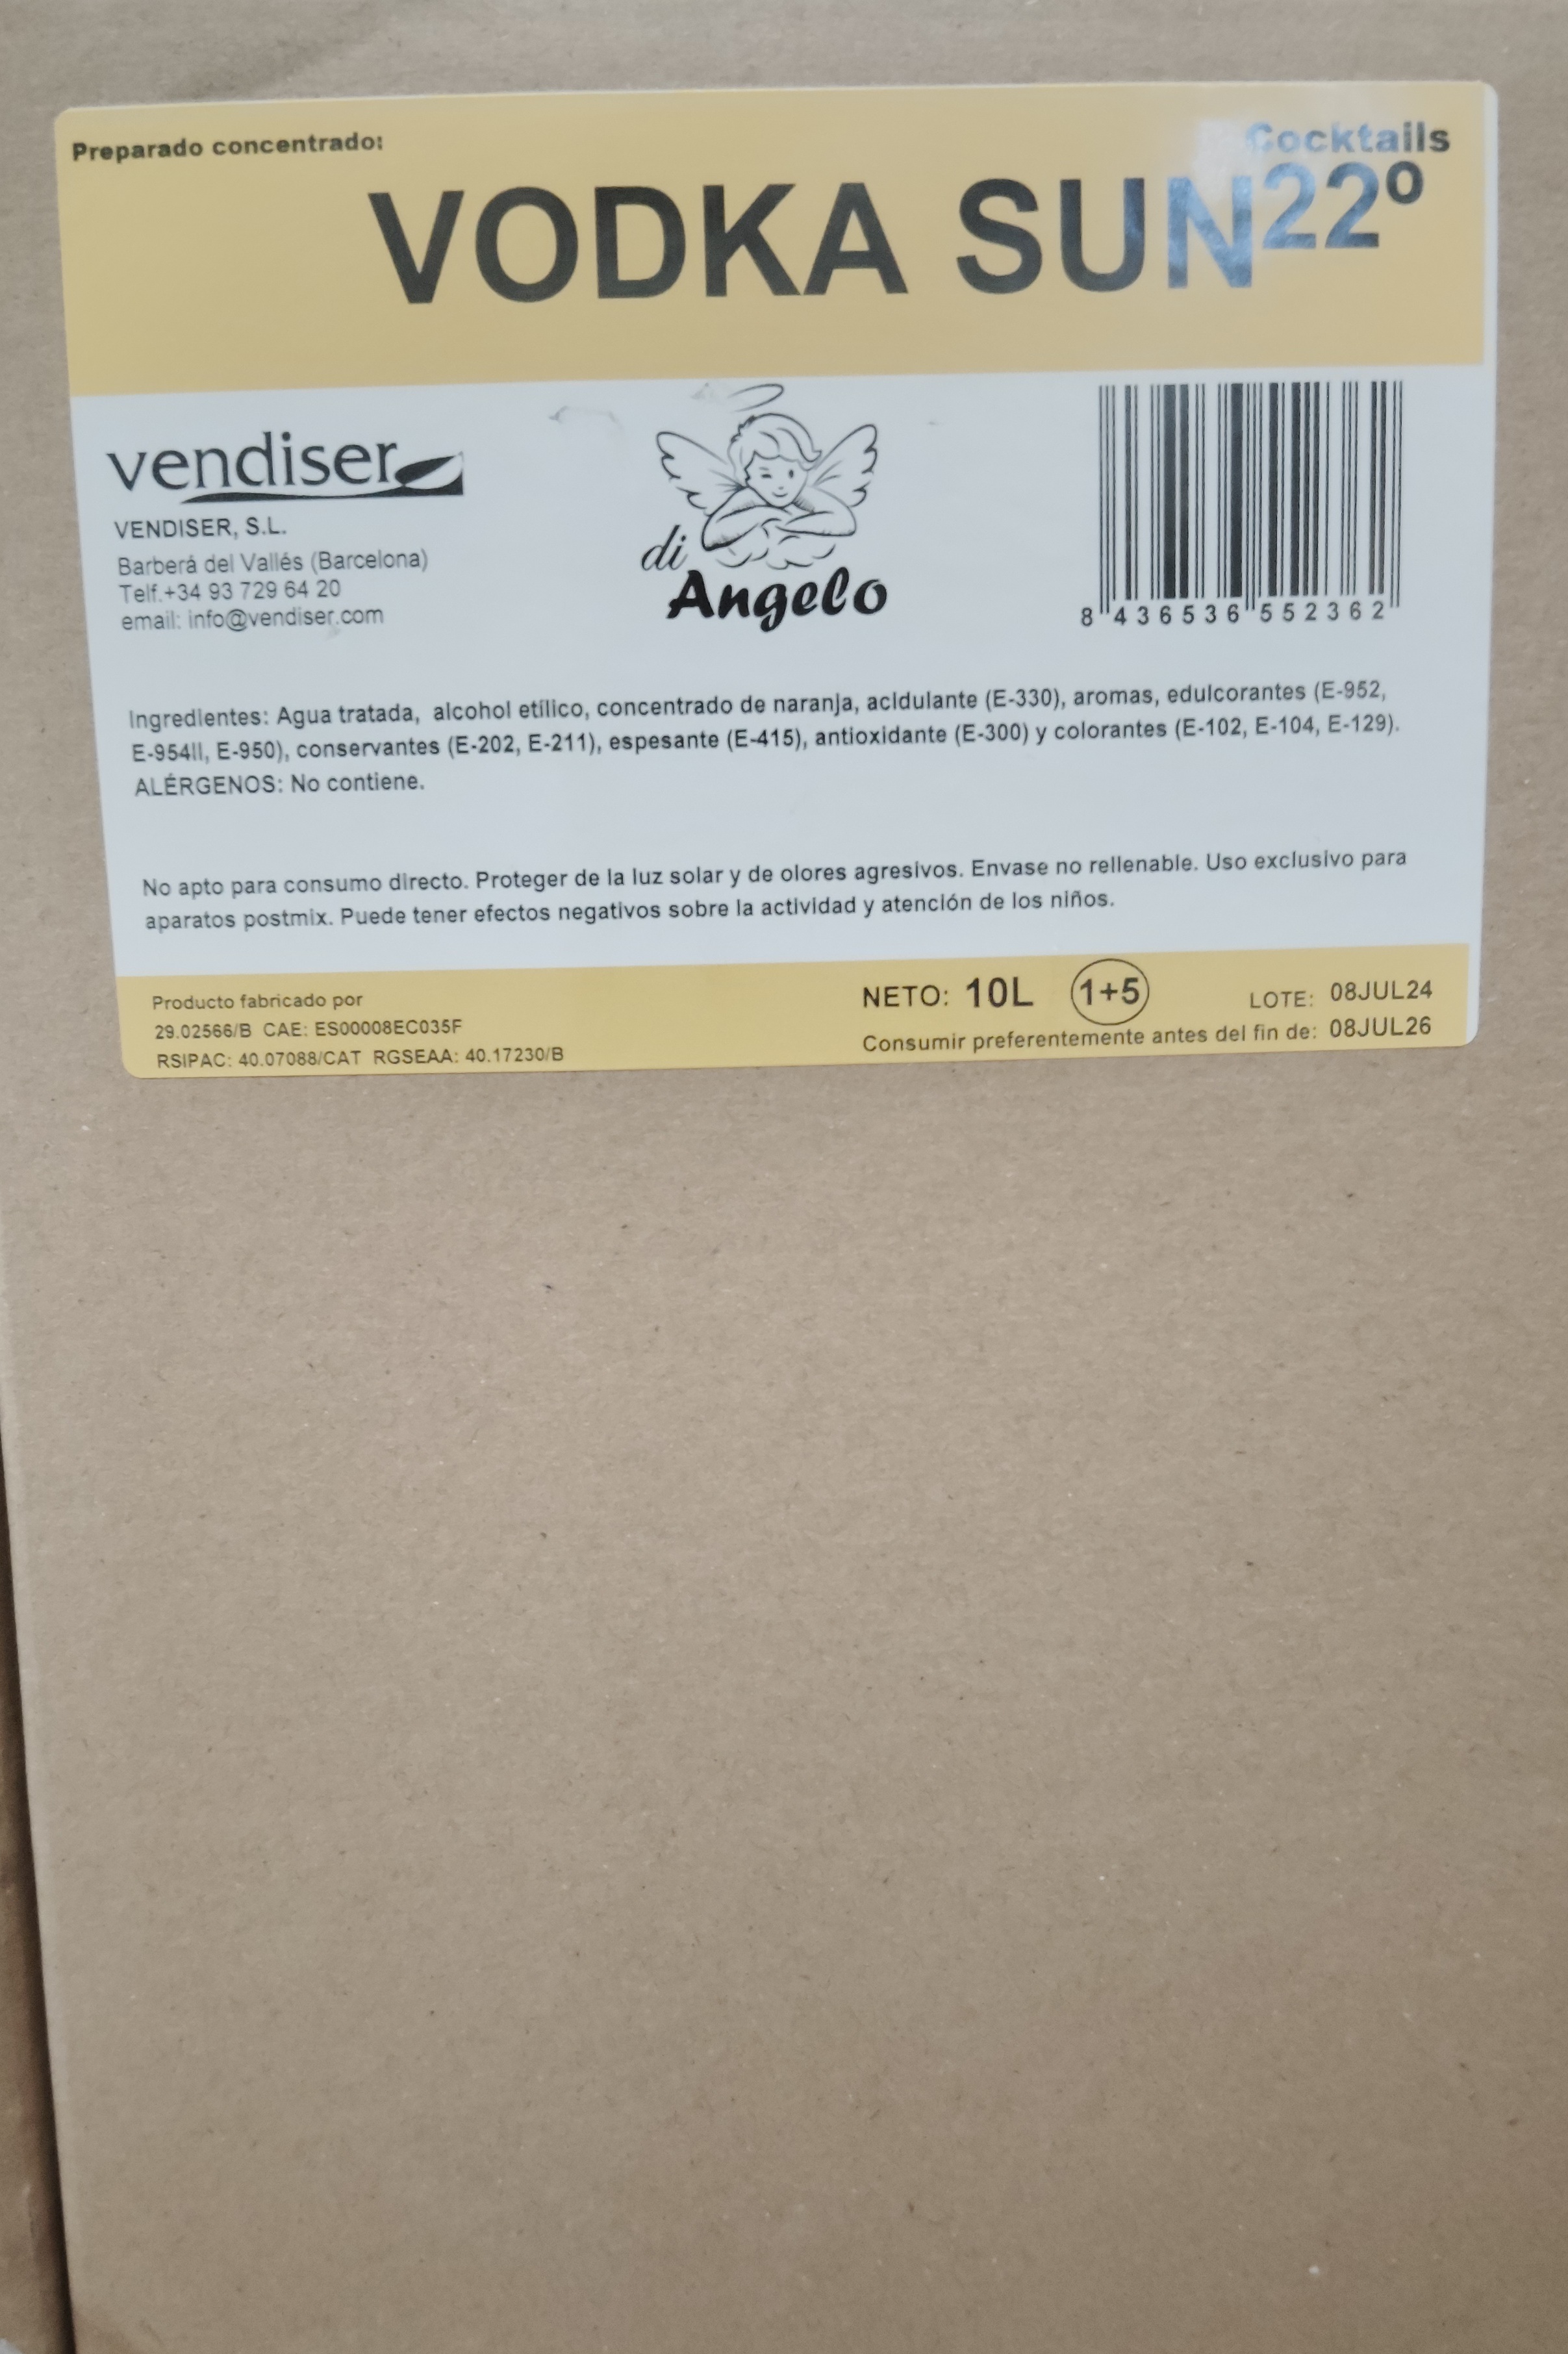 Preparado concentrado:
Cocktails
VODKA SUN 22º
vendiser
VENDISER, S.L.
Barberá del Vallés (Barcelona)
Telf.+34 93 729 64 20
email: info@vendiser.com
di
Angelo
8 436536 552362
Ingredientes: Agua tratada, alcohol etílico, concentrado de naranja, acidulante (E-330), aromas, edulcorantes (E-952,
E-954II, E-950), conservantes (E-202, E-211), espesante (E-415), antioxidante (E-300) y colorantes (E-102, E-104, E-129).
ALÉRGENOS: No contiene.
No apto para consumo directo. Proteger de la luz solar y de olores agresivos. Envase no rellenable. Uso exclusivo para
aparatos postmix. Puede tener efectos negativos sobre la actividad y atención de los niños.
Producto fabricado por
29.02566/B CAE: ES00008EC035F
RSIPAC: 40.07088/CAT RGSEAA: 40.17230/B
NETO: 10L 1+5 LOTE: 08JUL24
Consumir preferentemente antes del fin de: 08JUL26